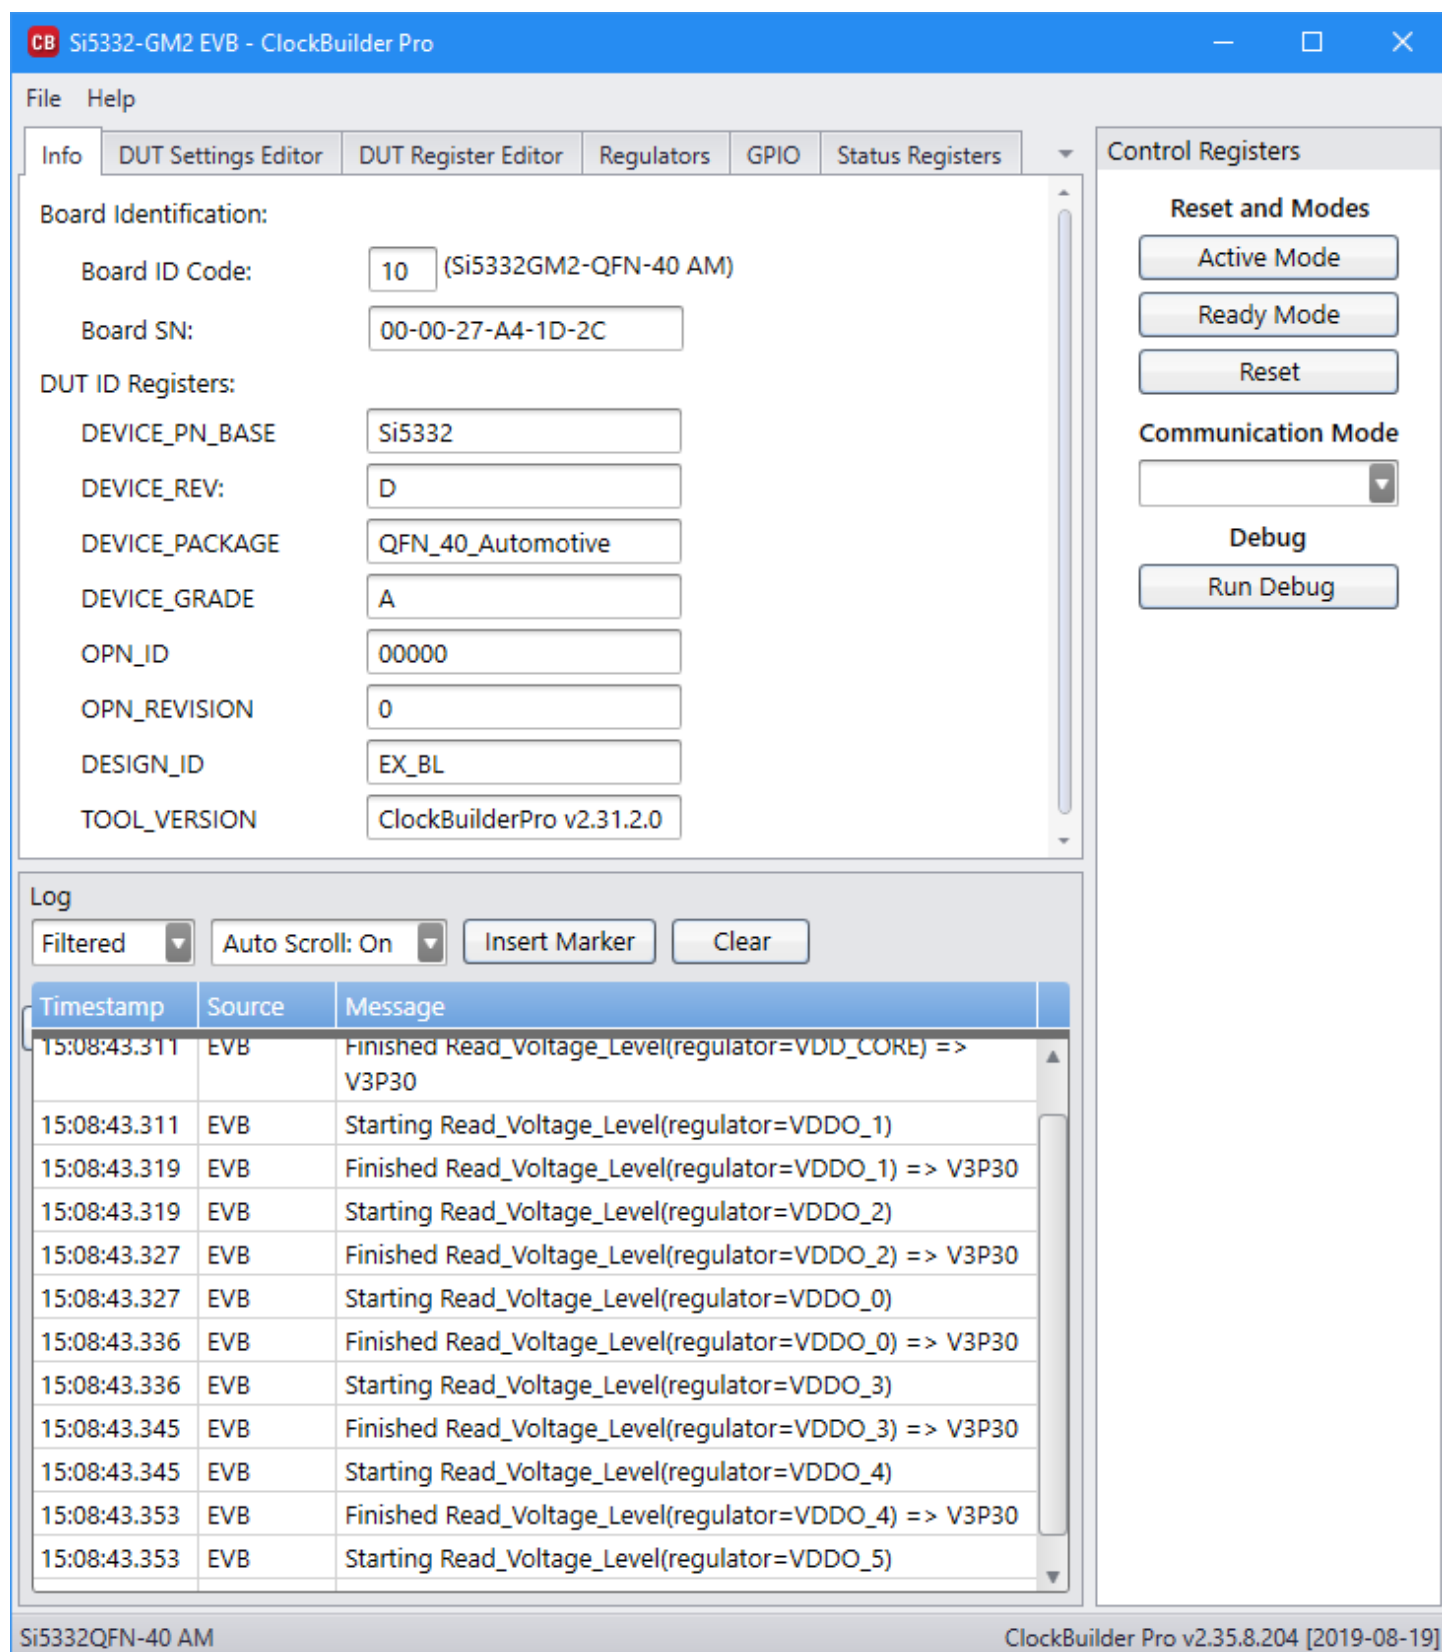 CB Si5332-GM2 EVB - ClockBuilder Pro
File Help
Info DUT Settings Editor DUT Register Editor Regulators GPIO Status Registers
Board Identification:
Board ID Code: 10 (Si5332GM2-QFN-40 AM)
Board SN: 00-00-27-A4-1D-2C
DUT ID Registers:
DEVICE_PN_BASE Si5332
DEVICE_REV: D
DEVICE_PACKAGE QFN_40_Automotive
DEVICE_GRADE A
OPN_ID 00000
OPN_REVISION 0
DESIGN_ID EX_BL
TOOL_VERSION ClockBuilderPro v2.31.2.0
Control Registers
Reset and Modes
Active Mode
Ready Mode
Reset
Communication Mode
Debug
Run Debug
Log
Filtered Auto Scroll: On Insert Marker Clear
Timestamp Source Message
15:08:43.311 EVB Finished Read_Voltage_Level(regulator=VDD_CORE) =>
V3P30
15:08:43.311 EVB Starting Read_Voltage_Level(regulator=VDDO_1)
15:08:43.319 EVB Finished Read_Voltage_Level(regulator=VDDO_1) => V3P30
15:08:43.319 EVB Starting Read_Voltage_Level(regulator=VDDO_2)
15:08:43.327 EVB Finished Read_Voltage_Level(regulator=VDDO_2) => V3P30
15:08:43.327 EVB Starting Read_Voltage_Level(regulator=VDDO_0)
15:08:43.336 EVB Finished Read_Voltage_Level(regulator=VDDO_0) => V3P30
15:08:43.336 EVB Starting Read_Voltage_Level(regulator=VDDO_3)
15:08:43.345 EVB Finished Read_Voltage_Level(regulator=VDDO_3) => V3P30
15:08:43.345 EVB Starting Read_Voltage_Level(regulator=VDDO_4)
15:08:43.353 EVB Finished Read_Voltage_Level(regulator=VDDO_4) => V3P30
15:08:43.353 EVB Starting Read_Voltage_Level(regulator=VDDO_5)
Si5332QFN-40 AM ClockBuilder Pro v2.35.8.204 [2019-08-19]